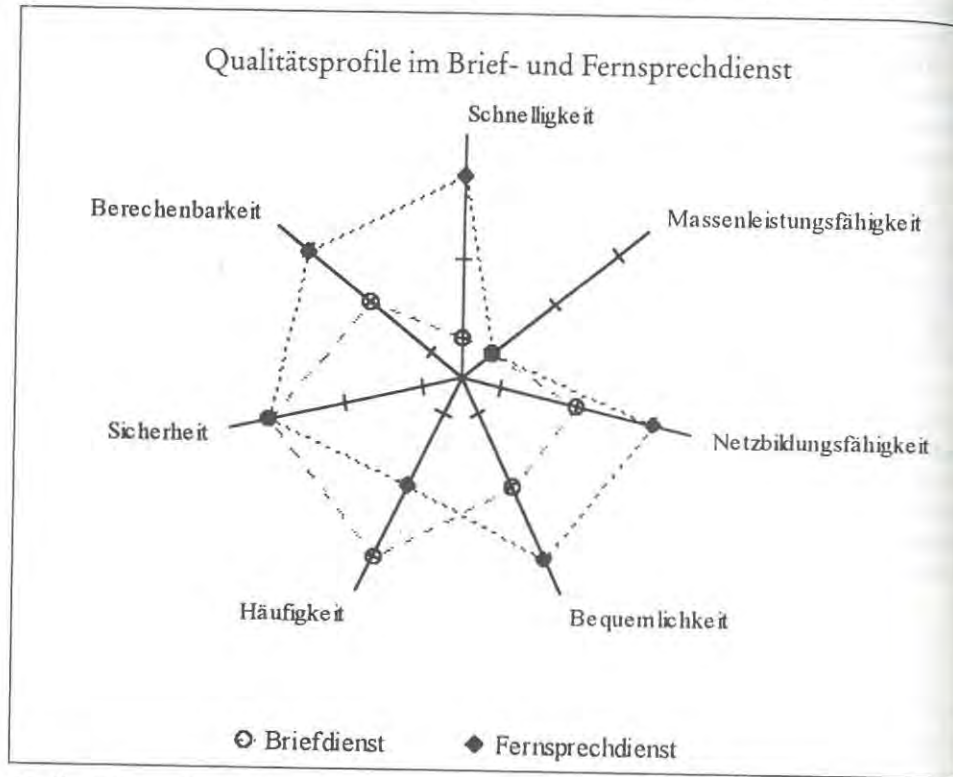 Qualitätsprofile im Brief- und Fernsprechdienst
Schnelligkeit
Berechenbarkeit
Massenleistungsfähigkeit
Sicherheit
Netzbildungsfähigkeit
Häufigkeit
Bequemlichkeit
Briefdienst
Fernsprechdienst